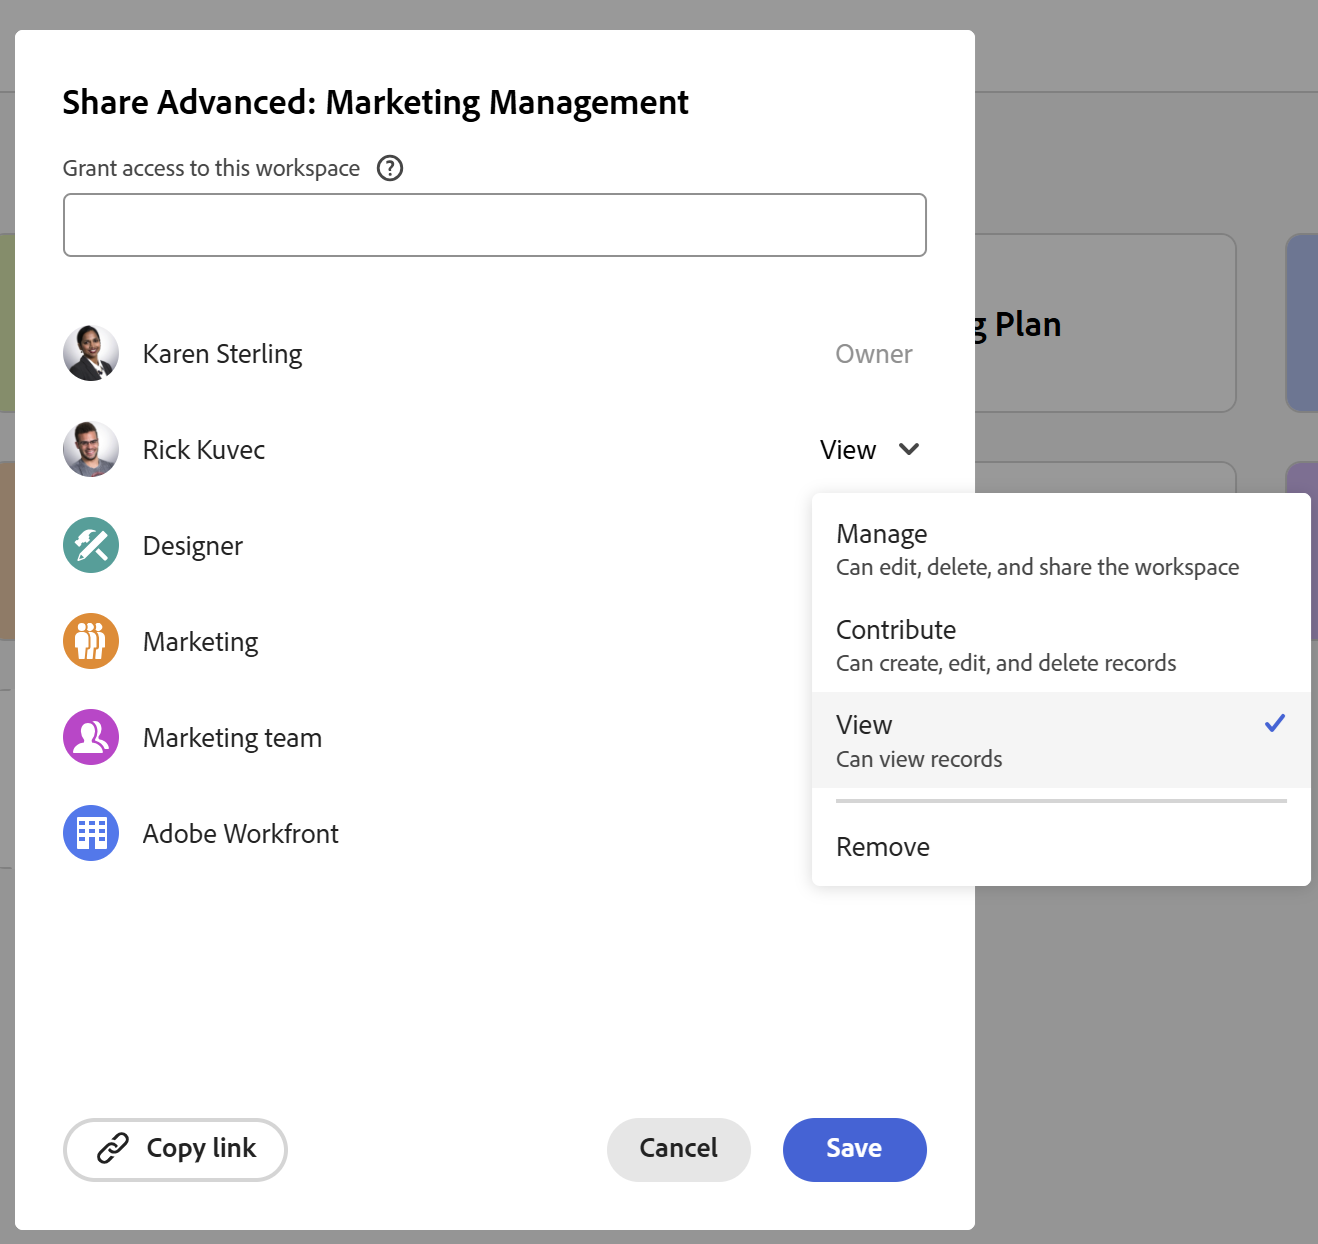 Share Advanced: Marketing Management
Grant access to this workspace ?
g Plan
Karen Sterling Owner
Rick Kuvec View
Designer
Marketing
Marketing team
Adobe Workfront
Manage
Can edit, delete, and share the workspace
Contribute
Can create, edit, and delete records
View
Can view records
Remove
Copy link Cancel Save